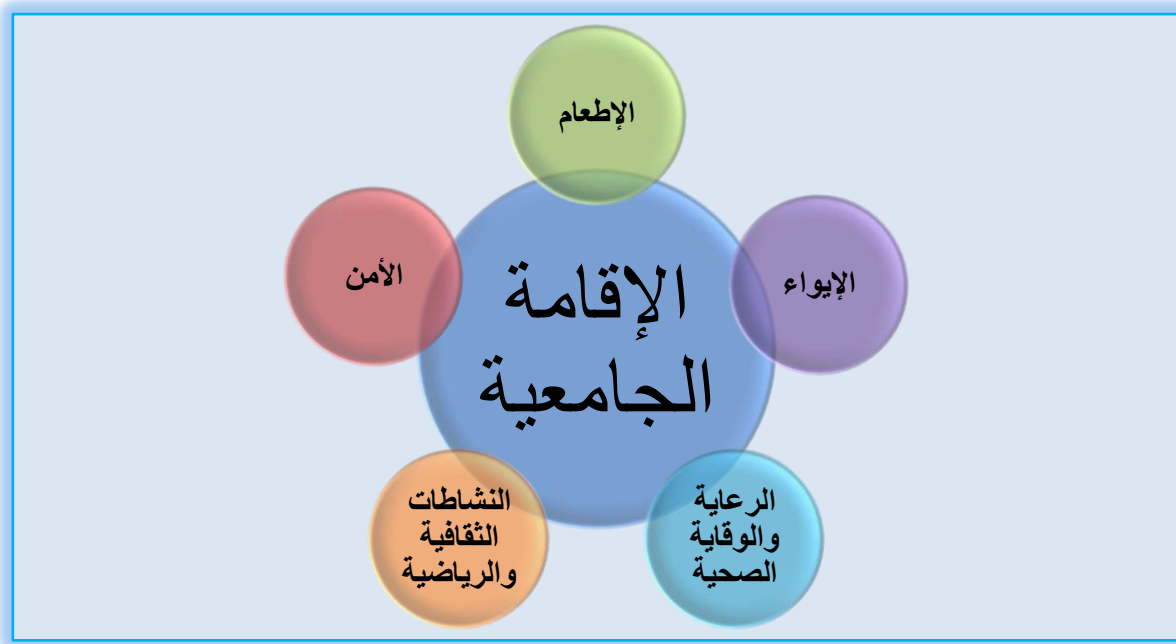 الإطعام
الأمن
الإقامة
الجامعية
الإيواء
النشاطات
الثقافية
والرياضية
الرعاية
والوقاية
الصحية